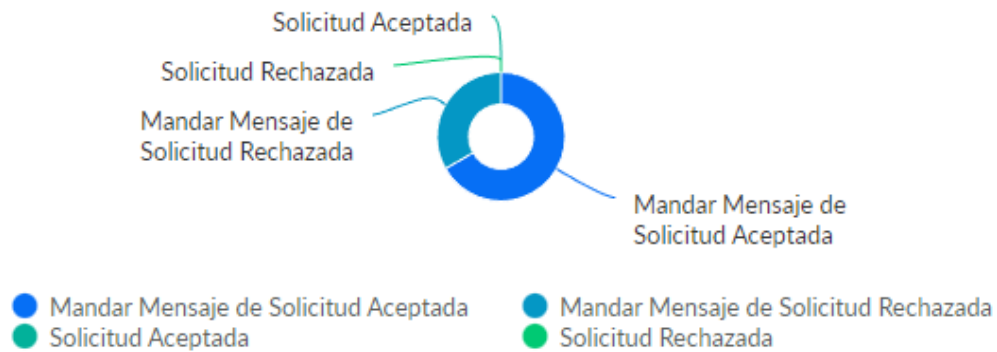 Solicitud Aceptada
Solicitud Rechazada
Mandar Mensaje de
Solicitud Rechazada
Mandar Mensaje de
Solicitud Aceptada
Mandar Mensaje de Solicitud Aceptada
Mandar Mensaje de Solicitud Rechazada
Solicitud Aceptada
Solicitud Rechazada